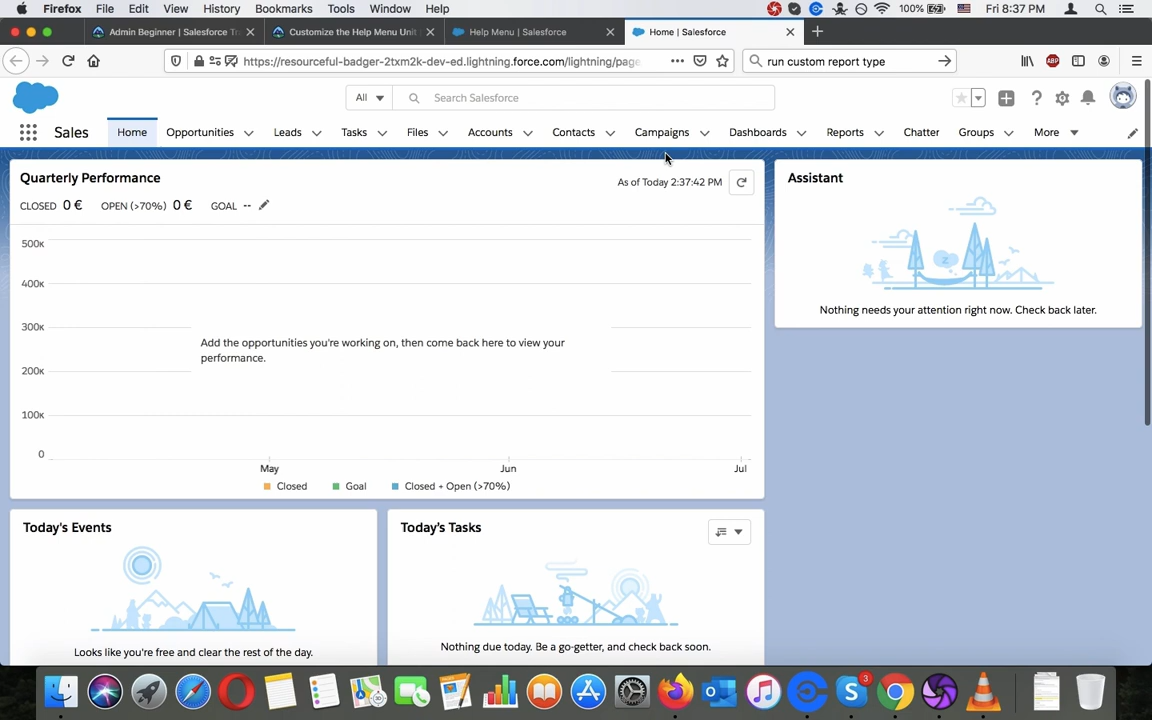 Firefox File Edit View History Bookmarks Tools Window Help 100% Fri 8:37 PM
Admin Beginner | Salesforce Tr Customize the Help Menu Unit Help Menu | Salesforce Home | Salesforce
https://resourceful-badger-2txm2k-dev-ed.lightning.force.com/lightning/page run custom report type
ABP
All Search Salesforce
Sales Home Opportunities Leads Tasks Files Accounts Contacts Campaigns Dashboards Reports Chatter Groups More
Quarterly Performance
As of Today 2:37:42 PM
CLOSED 0 € OPEN (>70%) 0 € GOAL --
500K
400K
300K
200K
100K
0
Add the opportunities you're working on, then come back here to view your
performance.
May Jun Jul
Closed Goal Closed + Open (>70%)
Assistant
z
Nothing needs your attention right now. Check back later.
Today's Events
Looks like you're free and clear the rest of the day.
Today's Tasks
Nothing due today. Be a go-getter, and check back soon.
3